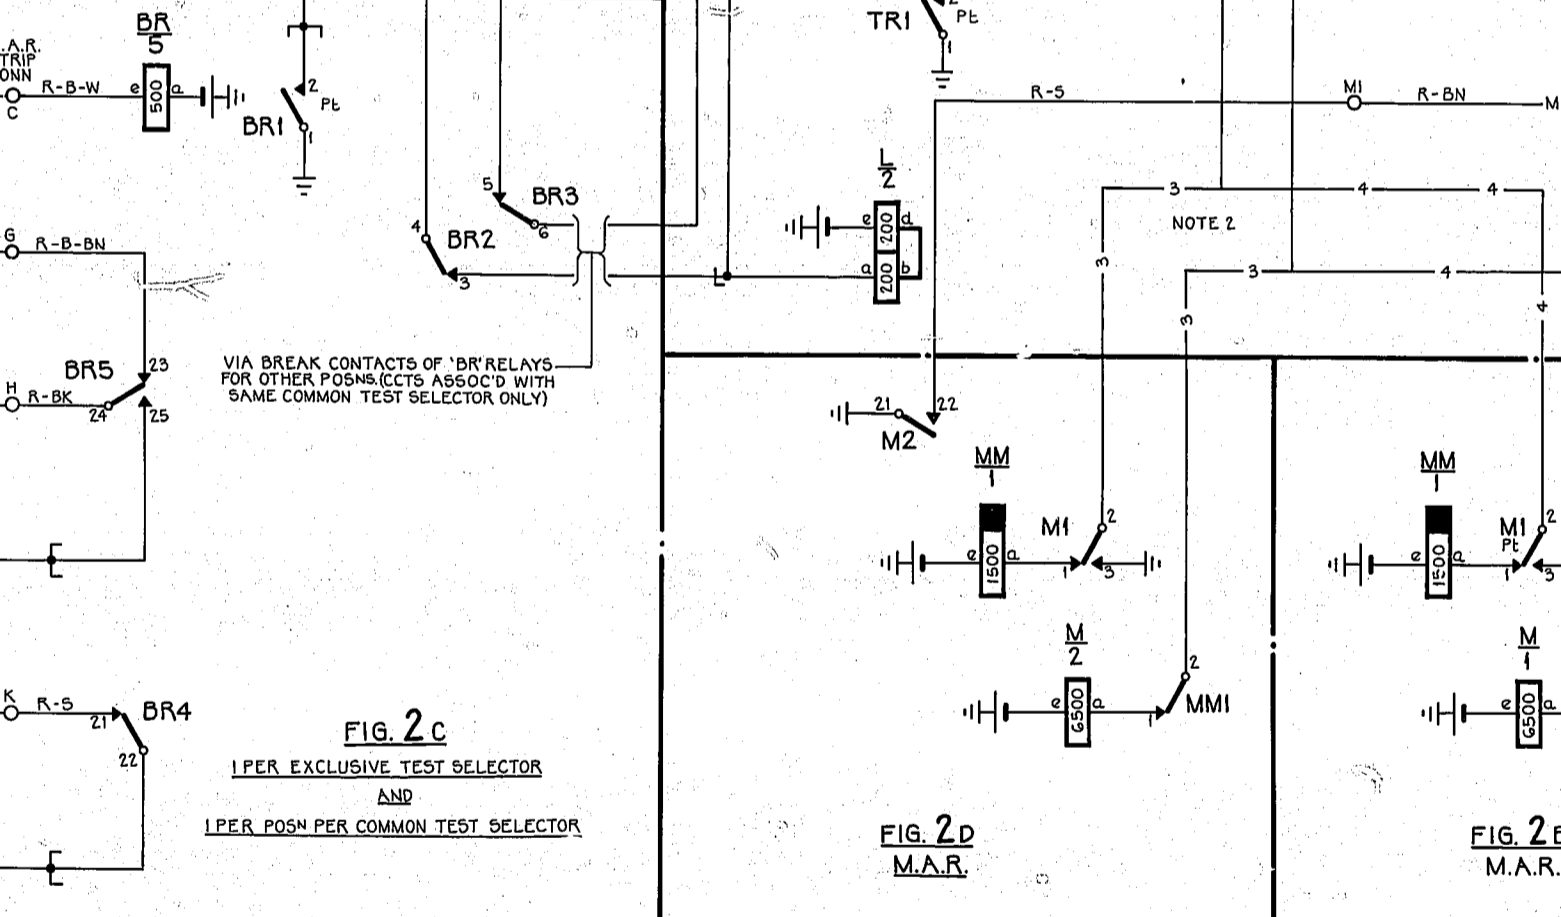 BR
5
.A.R.
TRIP
ONN
R-B-W
C
e
500
a
2
Pt
BR1
1
TR1
2
Pt
1
R-S
M1
R-BN
M
L
2
e
200
d
a
200
b
5
BR3
6
4
BR2
3
G
R-B-BN
3
4
4
NOTE 2
3
3
4
3
4
BR5
23
H
R-BK
24
25
VIA BREAK CONTACTS OF 'BR' RELAYS
FOR OTHER POSNS. (CCTS ASSOC'D WITH
SAME COMMON TEST SELECTOR ONLY)
21
22
M2
MM
1
e
1500
a
M1
2
1
3
MM
1
e
1500
a
M1
Pt
2
1
3
M
2
e
6500
a
1
2
MM1
M
1
e
6500
a
K
R-S
21
BR4
22
FIG. 2C
1 PER EXCLUSIVE TEST SELECTOR
AND
1 PER POSN PER COMMON TEST SELECTOR
FIG. 2D
M.A.R.
FIG. 2E
M.A.R.